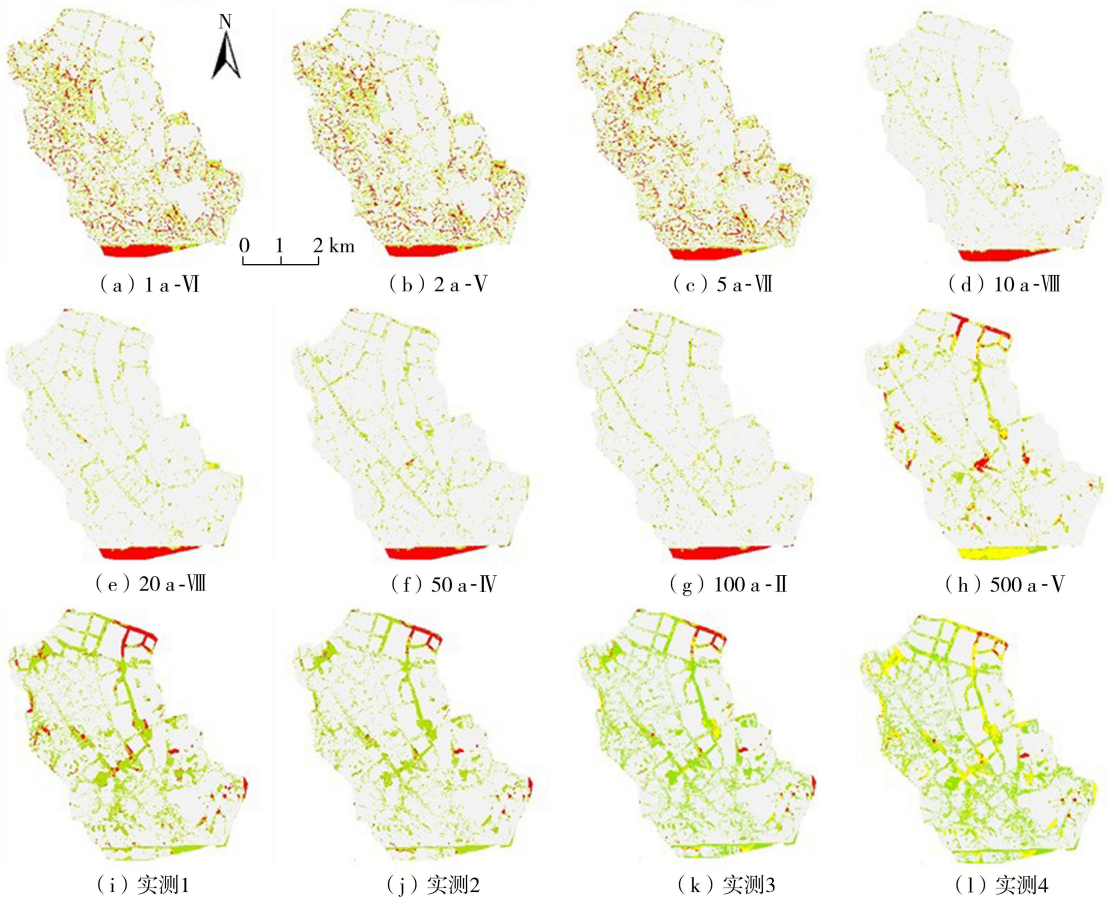 N
0 1 2 km
(a) 1 a-Ⅵ
(b) 2 a-Ⅴ
(c) 5 a-Ⅶ
(d) 10 a-Ⅷ
(e) 20 a-Ⅷ
(f) 50 a-Ⅳ
(g) 100 a-Ⅱ
(h) 500 a-Ⅴ
(i) 实测1
(j) 实测2
(k) 实测3
(l) 实测4